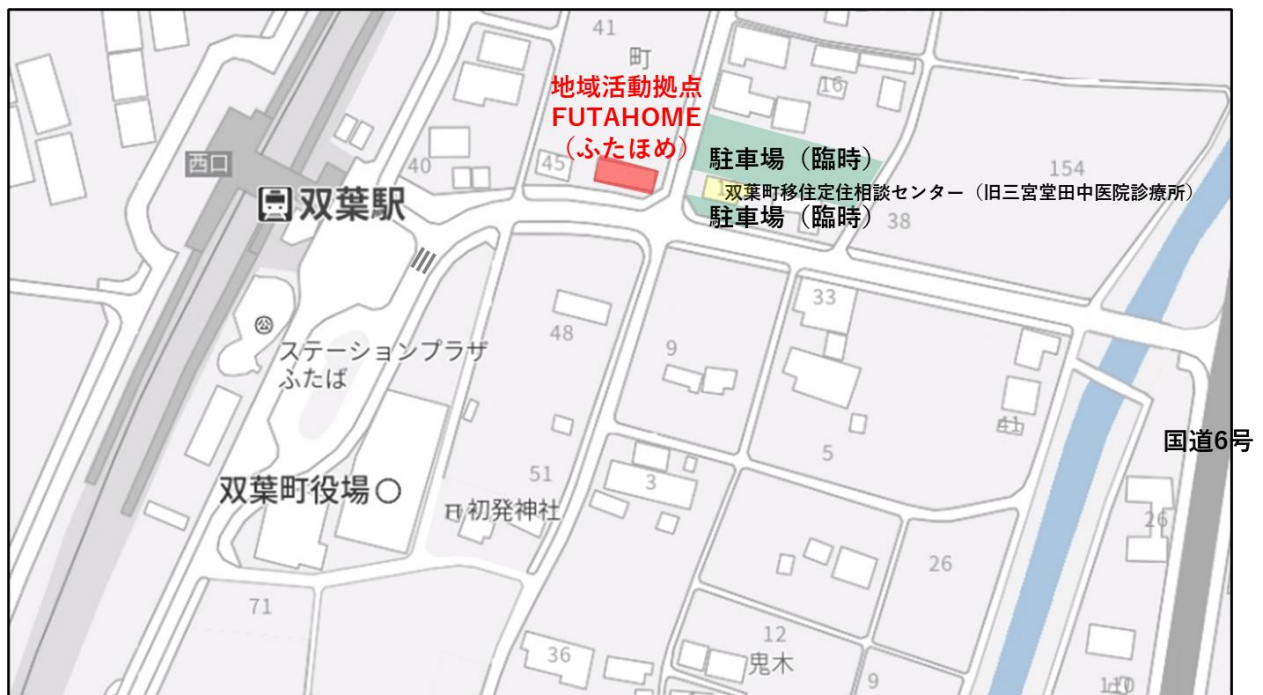 41
町
地域活動拠点
FUTAHOME
（ふたほめ）
16
西口
40
45
駐車場（臨時）
154
双葉町移住定住相談センター（旧三宮堂田中医院診療所）
双葉駅
駐車場（臨時）
38
33
公
48
9
ステーションプラザ
ふたば
41
国道6号
5
51
3
双葉町役場
初発神社
26
26
71
12
36
鬼木
9
110